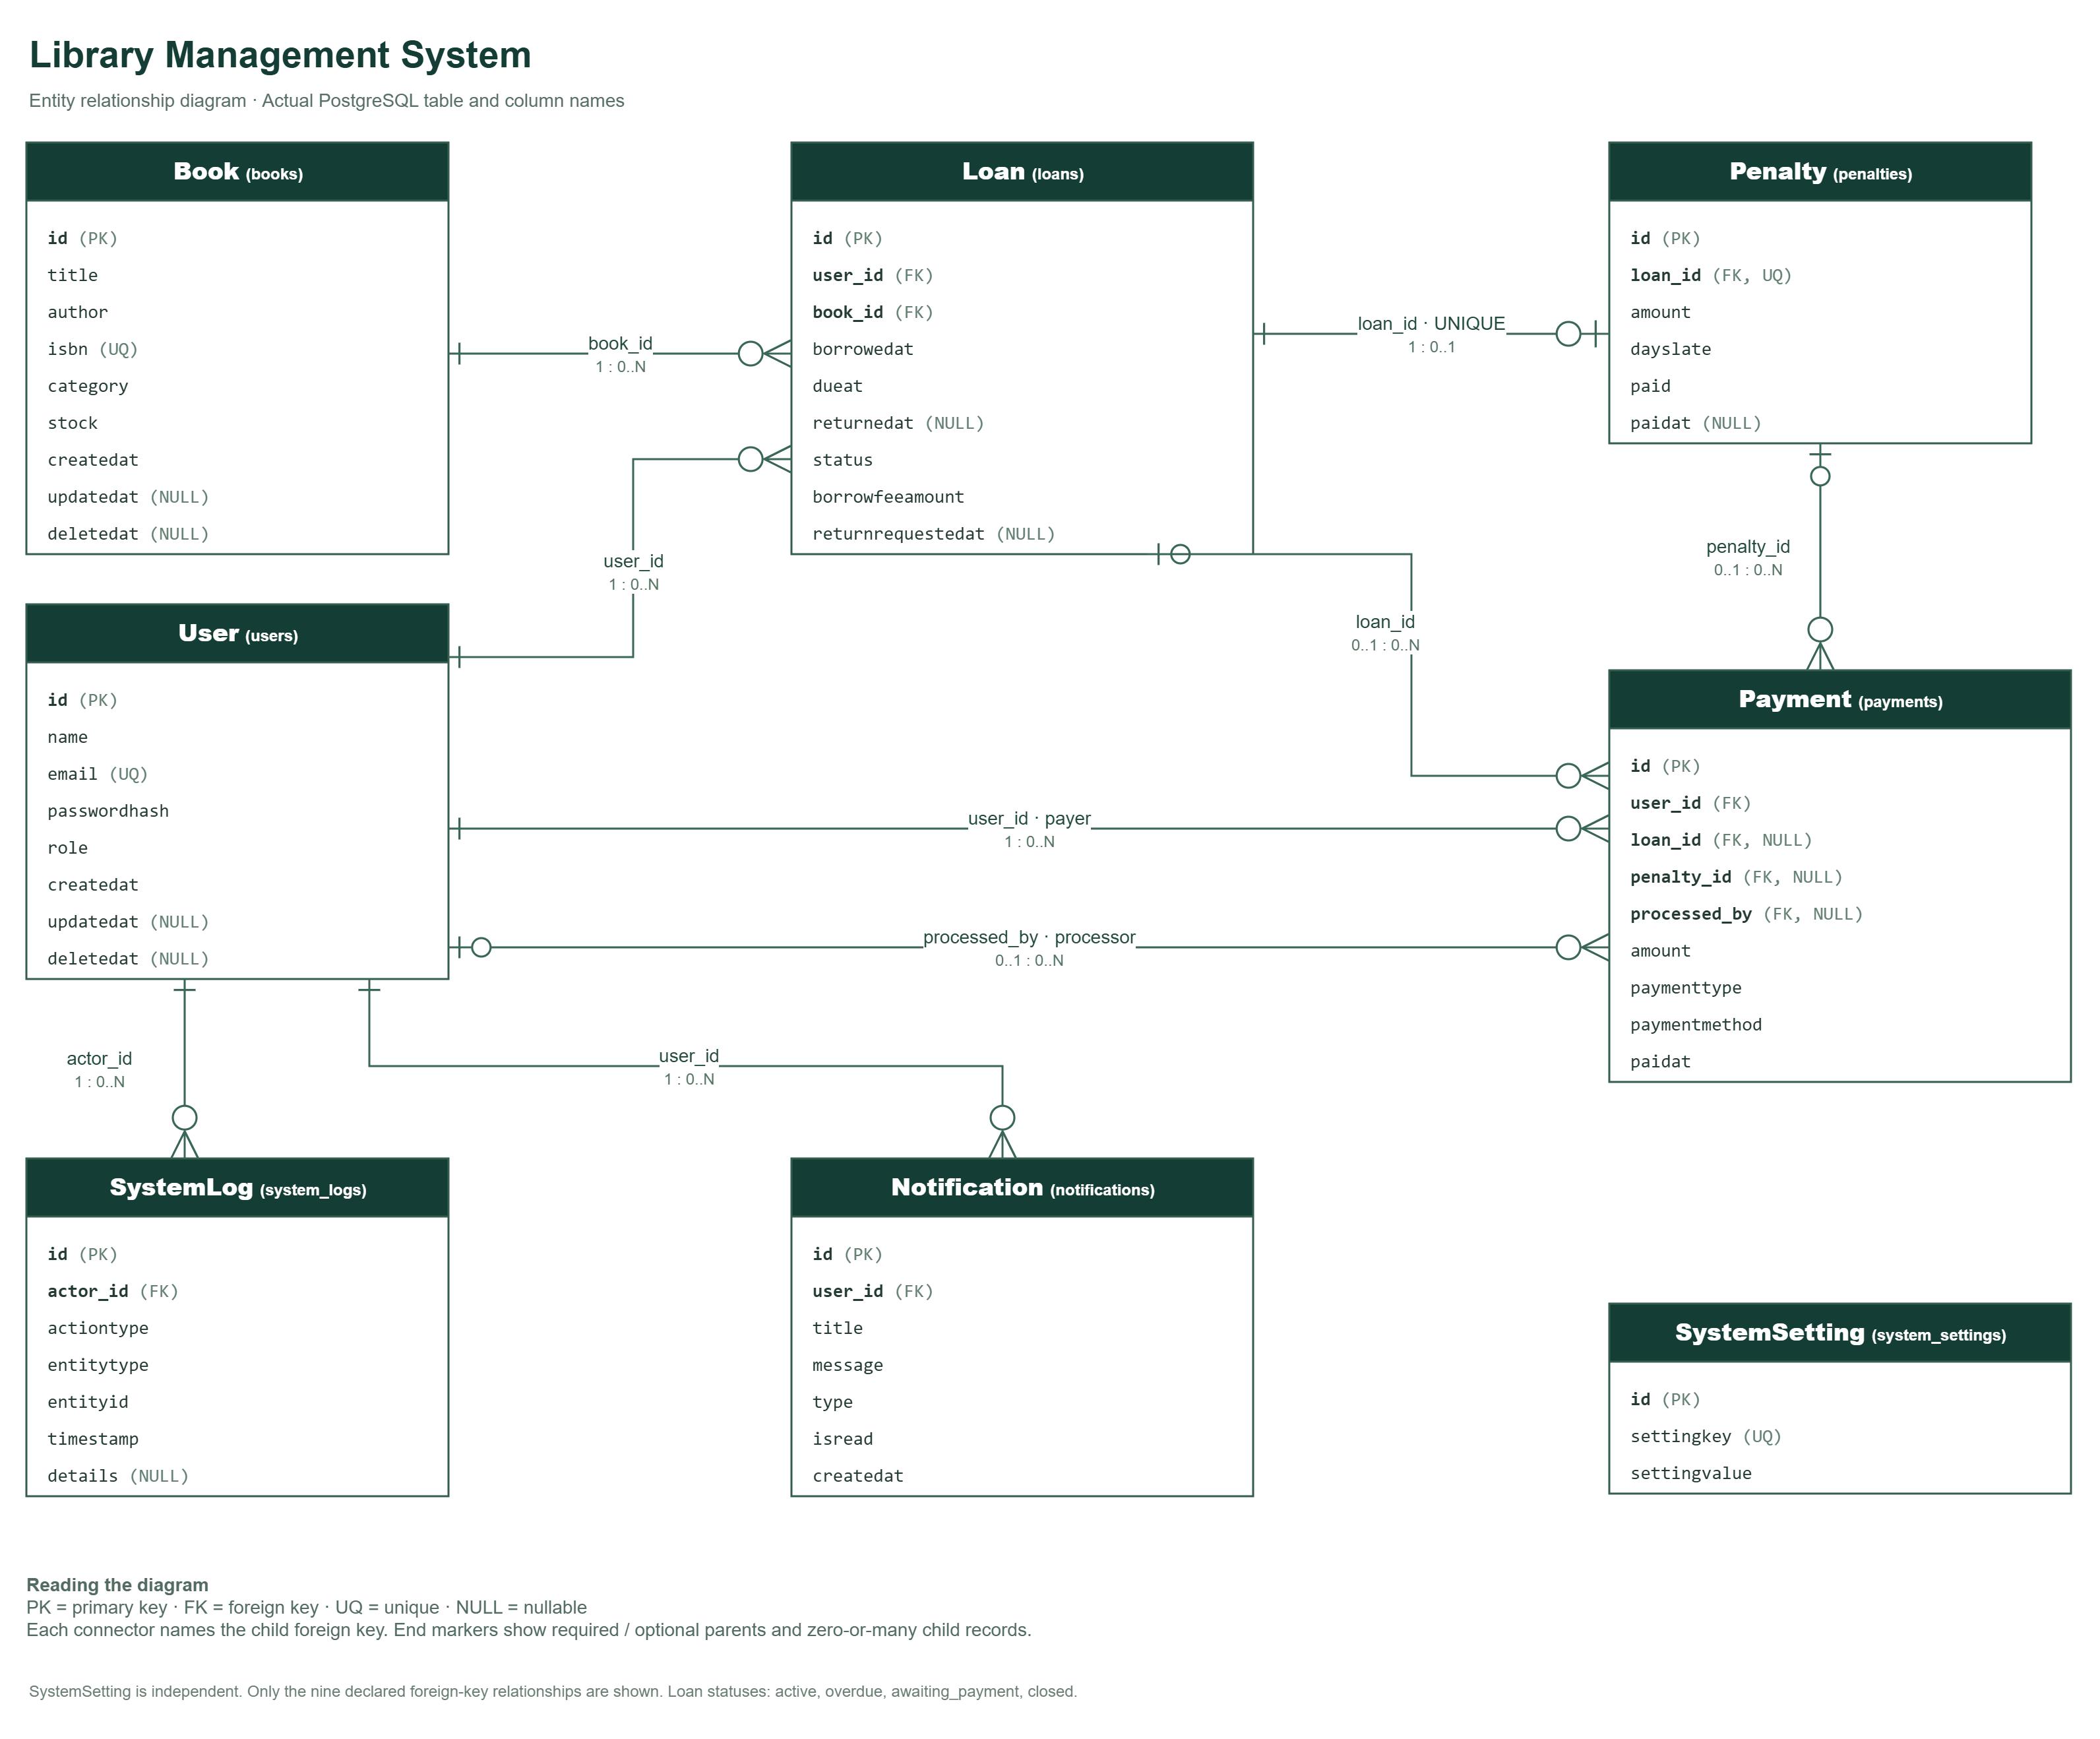 Library Management System
Entity relationship diagram · Actual PostgreSQL table and column names
Book (books)
id (PK)
title
author
isbn (UQ)
category
stock
createdat
updatedat (NULL)
deletedat (NULL)
book_id
1 : 0..N
Loan (loans)
id (PK)
user_id (FK)
book_id (FK)
borrowedat
dueat
returnedat (NULL)
status
borrowfeeamount
returnrequestedat (NULL)
loan_id · UNIQUE
1 : 0..1
Penalty (penalties)
id (PK)
loan_id (FK, UQ)
amount
dayslate
paid
paidat (NULL)
user_id
1 : 0..N
penalty_id
0..1 : 0..N
loan_id
0..1 : 0..N
User (users)
id (PK)
name
email (UQ)
passwordhash
role
createdat
updatedat (NULL)
deletedat (NULL)
user_id · payer
1 : 0..N
processed_by · processor
0..1 : 0..N
Payment (payments)
id (PK)
user_id (FK)
loan_id (FK, NULL)
penalty_id (FK, NULL)
processed_by (FK, NULL)
amount
paymenttype
paymentmethod
paidat
actor_id
1 : 0..N
user_id
1 : 0..N
SystemLog (system_logs)
id (PK)
actor_id (FK)
actiontype
entitytype
entityid
timestamp
details (NULL)
Notification (notifications)
id (PK)
user_id (FK)
title
message
type
isread
createdat
SystemSetting (system_settings)
id (PK)
settingkey (UQ)
settingvalue
Reading the diagram
PK = primary key · FK = foreign key · UQ = unique · NULL = nullable
Each connector names the child foreign key. End markers show required / optional parents and zero-or-many child records.
SystemSetting is independent. Only the nine declared foreign-key relationships are shown. Loan statuses: active, overdue, awaiting_payment, closed.